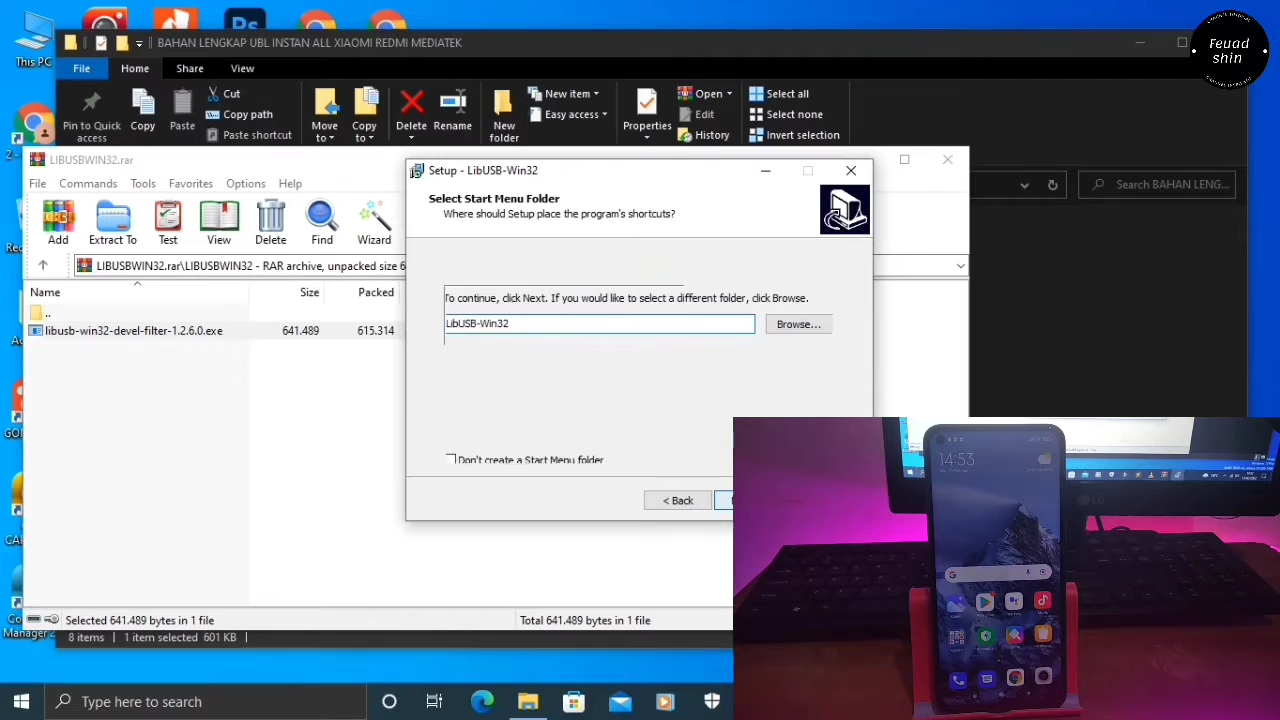 This PC
Ps
BAHAN LENGKAP UBL INSTAN ALL XIAOMI REDMI MEDIATEK
Feuad
shin
File
Home
Share
View
Pin to Quick
access
Copy
Paste
Cut
Copy path
Paste shortcut
Move
to
Copy
to
Delete
Rename
New
folder
New item
Easy access
Properties
Open
Edit
History
Select all
Select none
Invert selection
Search BAHAN LENG...
LIBUSBWIN32.rar
File
Commands
Tools
Favorites
Options
Help
Add
Extract To
Test
View
Delete
Find
Wizard
LIBUSBWIN32.rar\LIBUSBWIN32 - RAR archive, unpacked size 6
Name
Size
Packed
..
libusb-win32-devel-filter-1.2.6.0.exe
641.489
615.314
Setup - LibUSB-Win32
Select Start Menu Folder
Where should Setup place the program's shortcuts?
To continue, click Next. If you would like to select a different folder, click Browse.
LibUSB-Win32
Browse...
Don't create a Start Menu folder
< Back
14:53
Selected 641.489 bytes in 1 file
Total 641.489 bytes in 1 file
8 items
1 item selected 601 KB
Type here to search